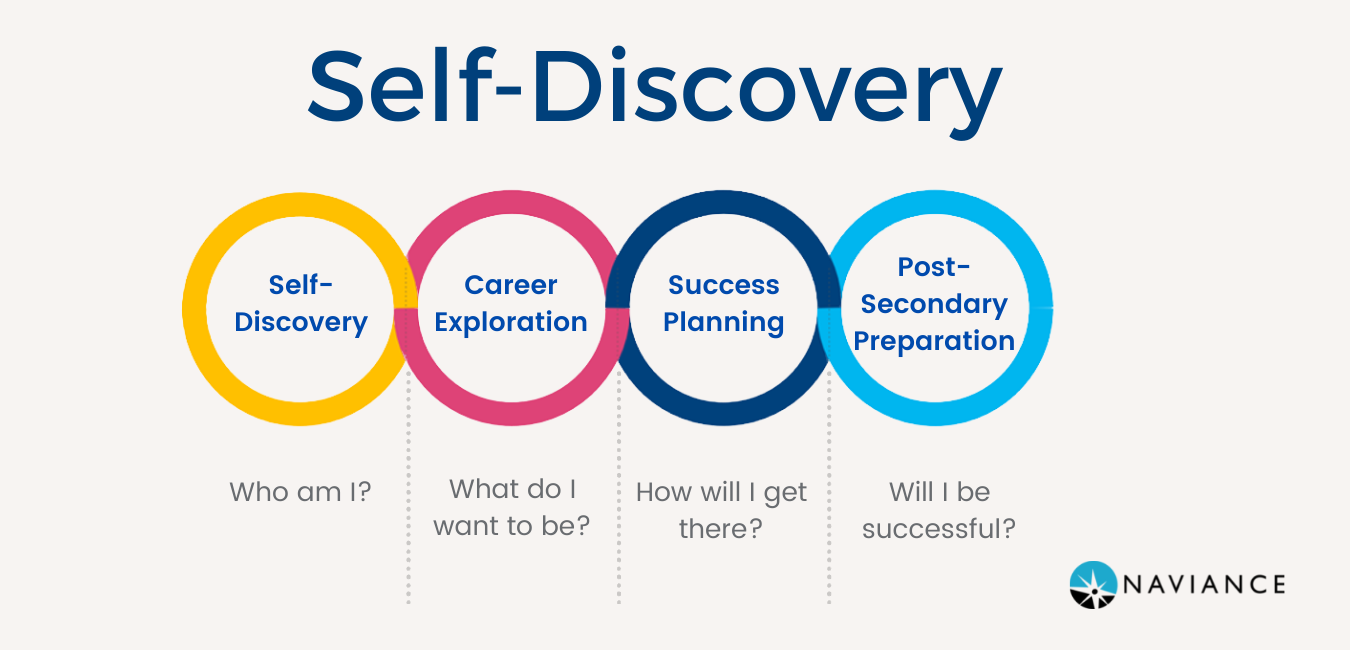 Self-Discovery
Self-
Discovery
Career
Exploration
Success
Planning
Post-
Secondary
Preparation
Who am I?
What do I
want to be?
How will I get
there?
Will I be
successful?
NAVIANCE